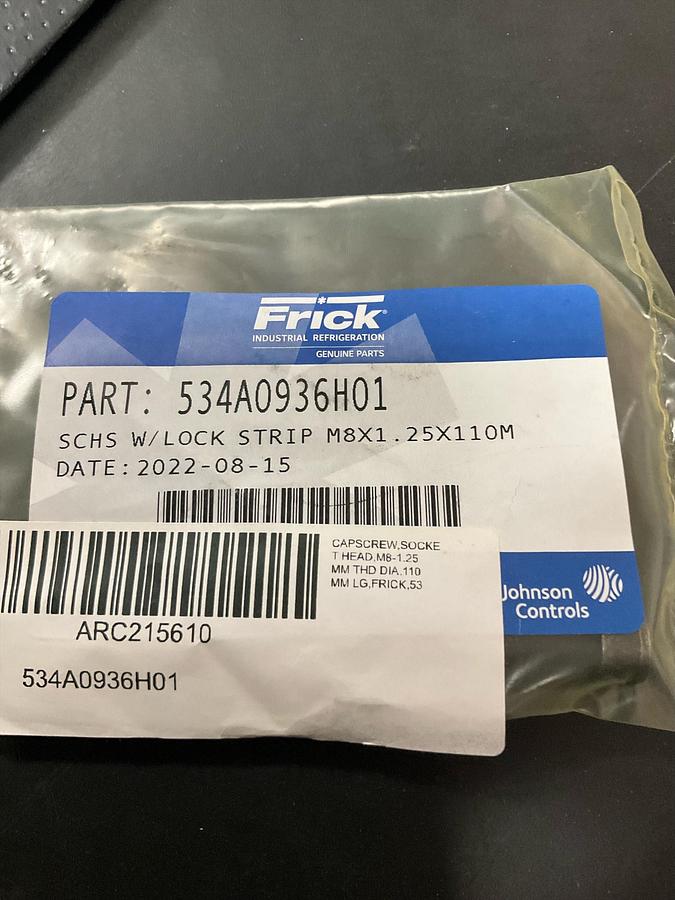 Frick®
INDUSTRIAL REFRIGERATION
GENUINE PARTS
PART: 534A0936H01
SCHS W/LOCK STRIP M8X1.25X110M
DATE:2022-08-15
CAPSCREW,SOCKE
T HEAD,M8-1.25
MM THD DIA.110
MM LG,FRICK,53
ARC215610
534A0936H01
Johnson
Controls